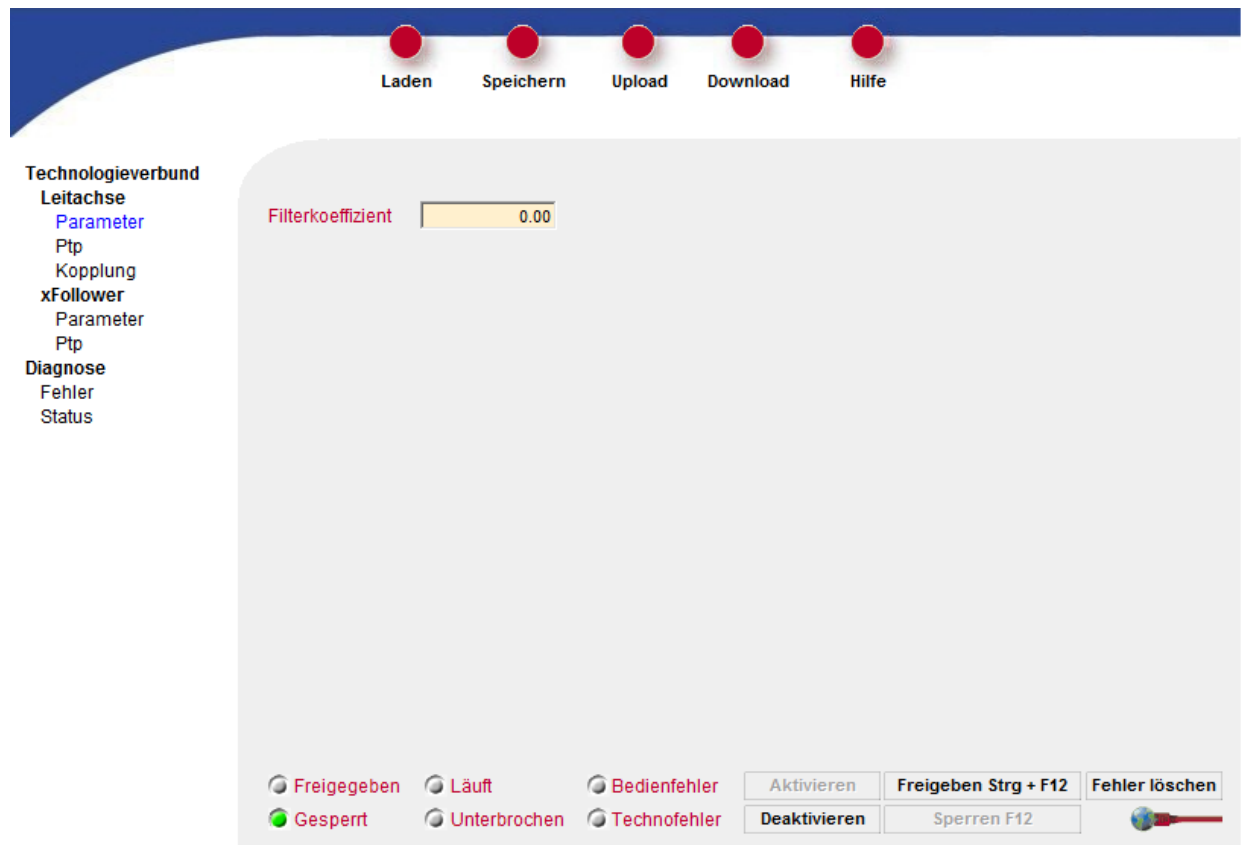 Laden Speichern Upload Download Hilfe
Technologieverbund
Leitachse
Parameter
Ptp
Kopplung
xFollower
Parameter
Ptp
Diagnose
Fehler
Status
Filterkoeffizient 0.00
Freigegeben Läuft Bedienfehler Aktivieren Freigeben Strg + F12 Fehler löschen
Gesperrt Unterbrochen Technofehler Deaktivieren Sperren F12